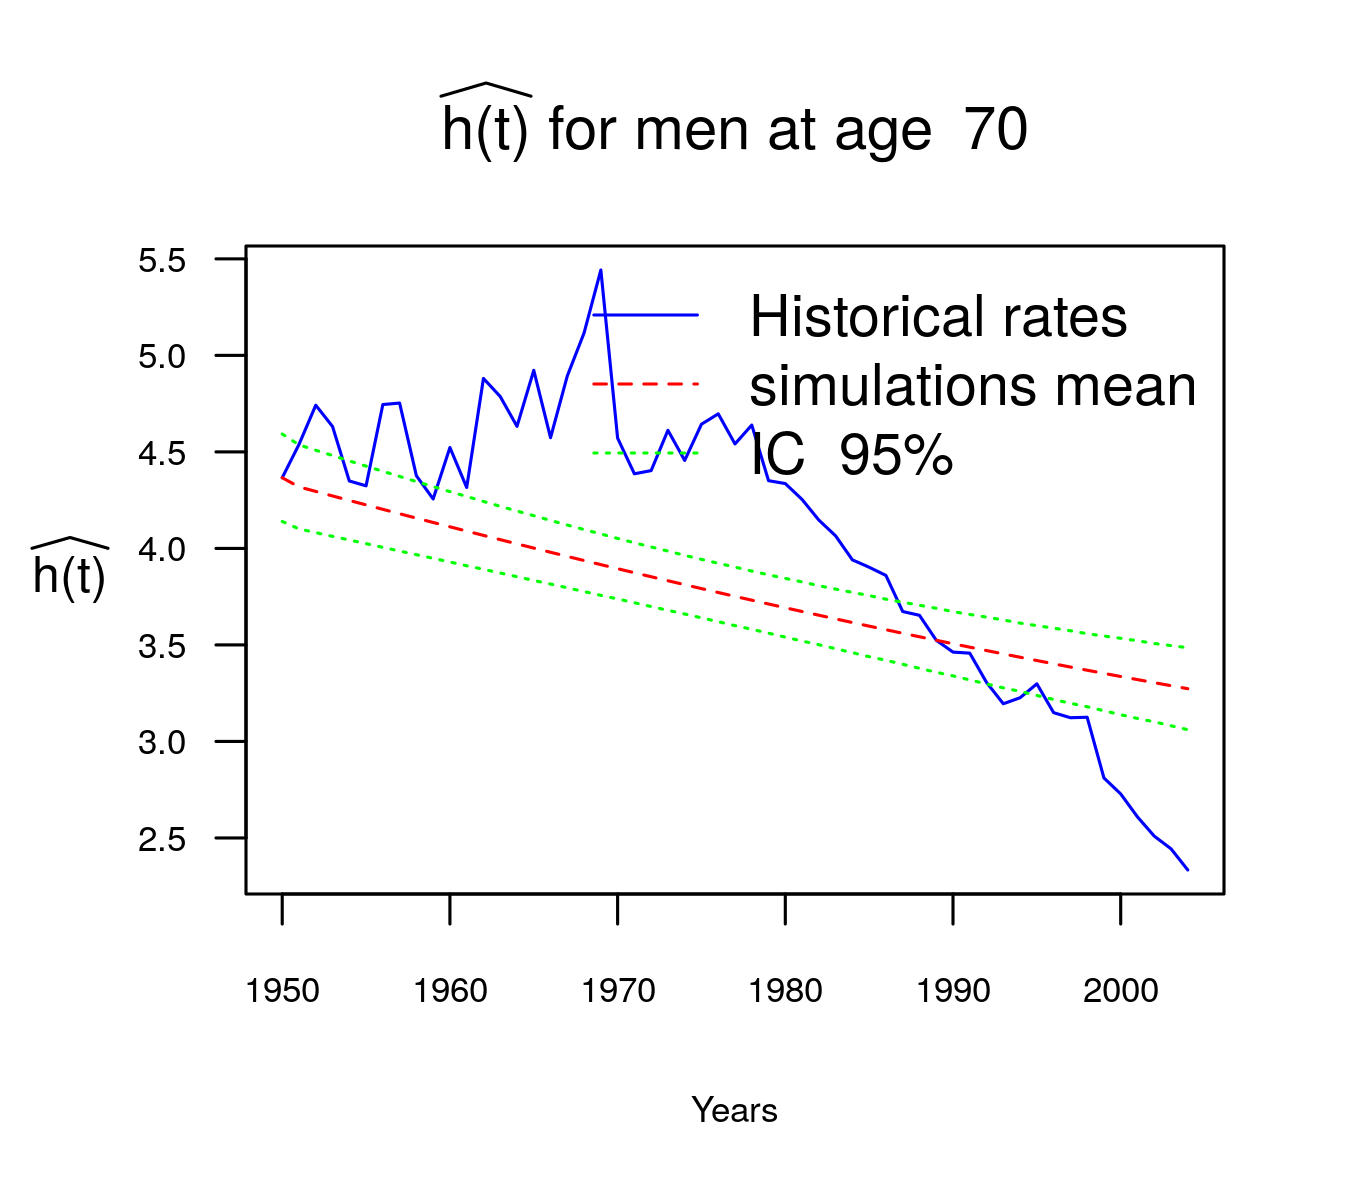 h(t) for men at age 70
5.5
5.0
4.5
4.0
3.5
3.0
2.5
h(t)
Historical rates
simulations mean
IC 95%
1950 1960 1970 1980 1990 2000
Years